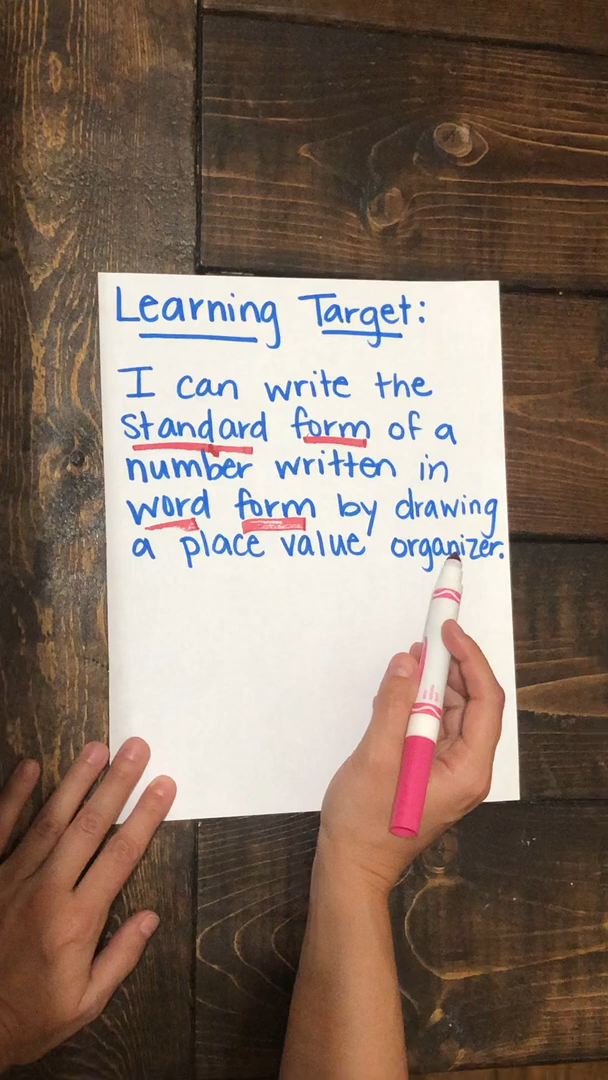 Learning Target:
I can write the
standard form of a
number written in
word form by drawing
a place value organizer.